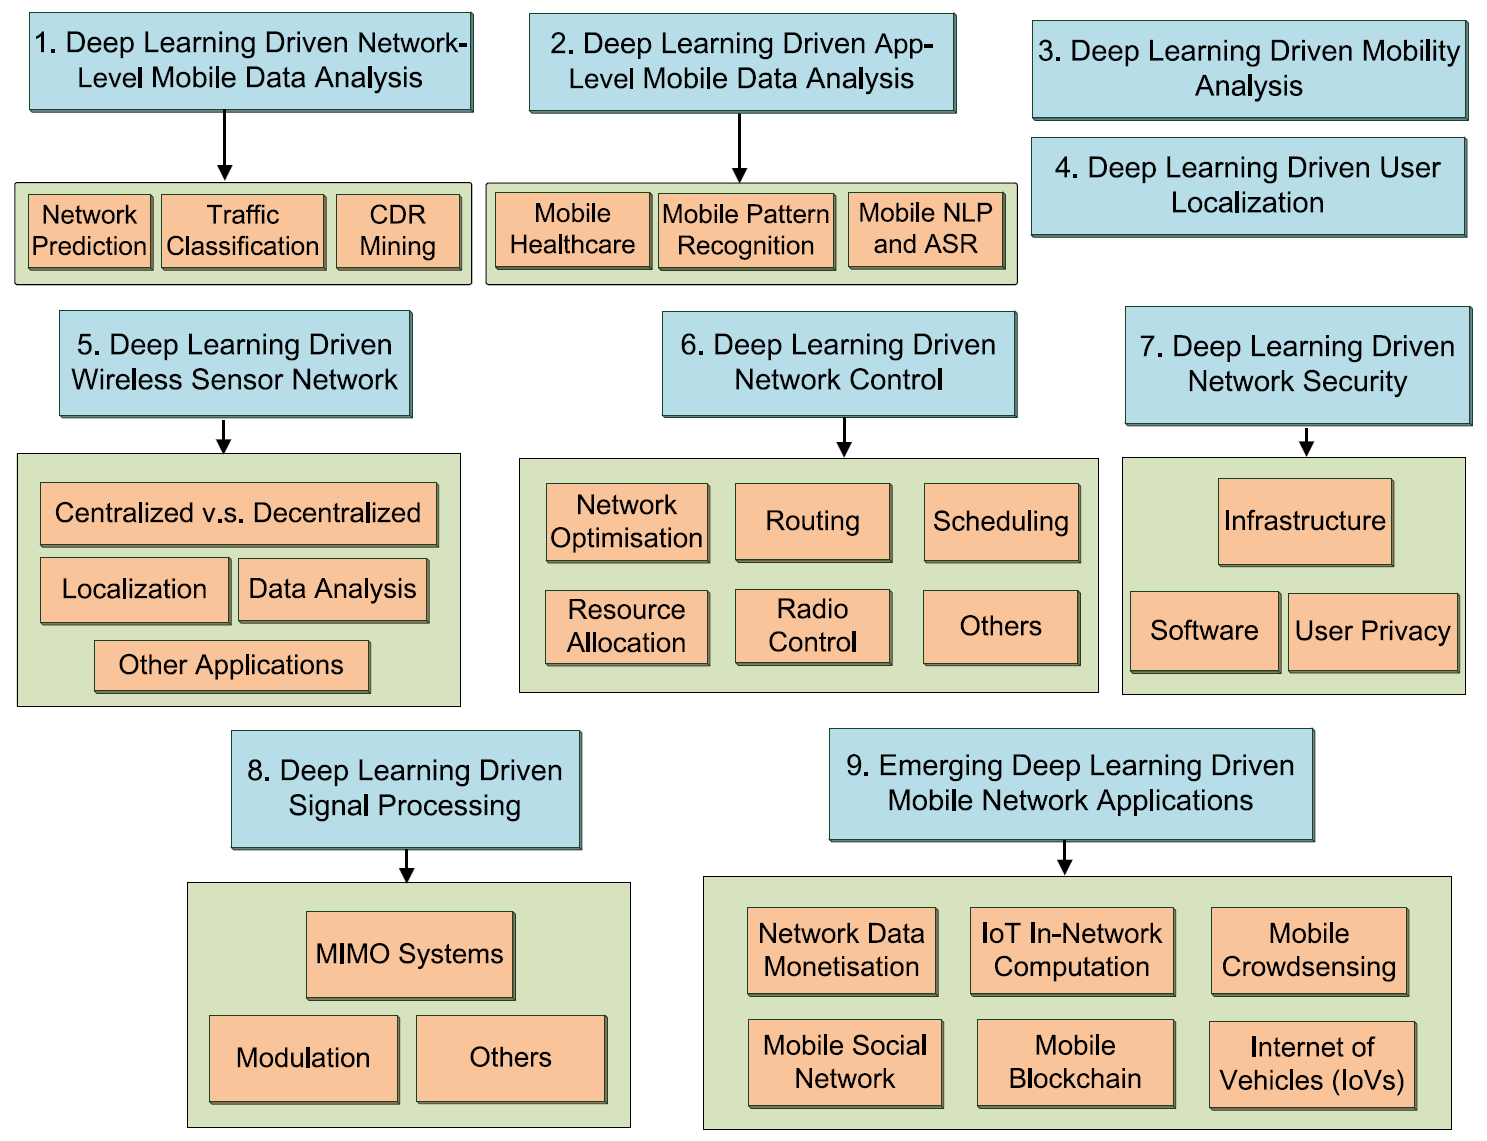 1. Deep Learning Driven Network-
Level Mobile Data Analysis
2. Deep Learning Driven App-
Level Mobile Data Analysis
3. Deep Learning Driven Mobility
Analysis
4. Deep Learning Driven User
Localization
Network
Prediction
Traffic
Classification
CDR
Mining
Mobile
Healthcare
Mobile Pattern
Recognition
Mobile NLP
and ASR
5. Deep Learning Driven
Wireless Sensor Network
6. Deep Learning Driven
Network Control
7. Deep Learning Driven
Network Security
Centralized v.s. Decentralized
Localization
Data Analysis
Other Applications
Network
Optimisation
Routing
Scheduling
Resource
Allocation
Radio
Control
Others
Infrastructure
Software
User Privacy
8. Deep Learning Driven
Signal Processing
9. Emerging Deep Learning Driven
Mobile Network Applications
MIMO Systems
Modulation
Others
Network Data
Monetisation
IoT In-Network
Computation
Mobile
Crowdsensing
Mobile Social
Network
Mobile
Blockchain
Internet of
Vehicles (IoVs)